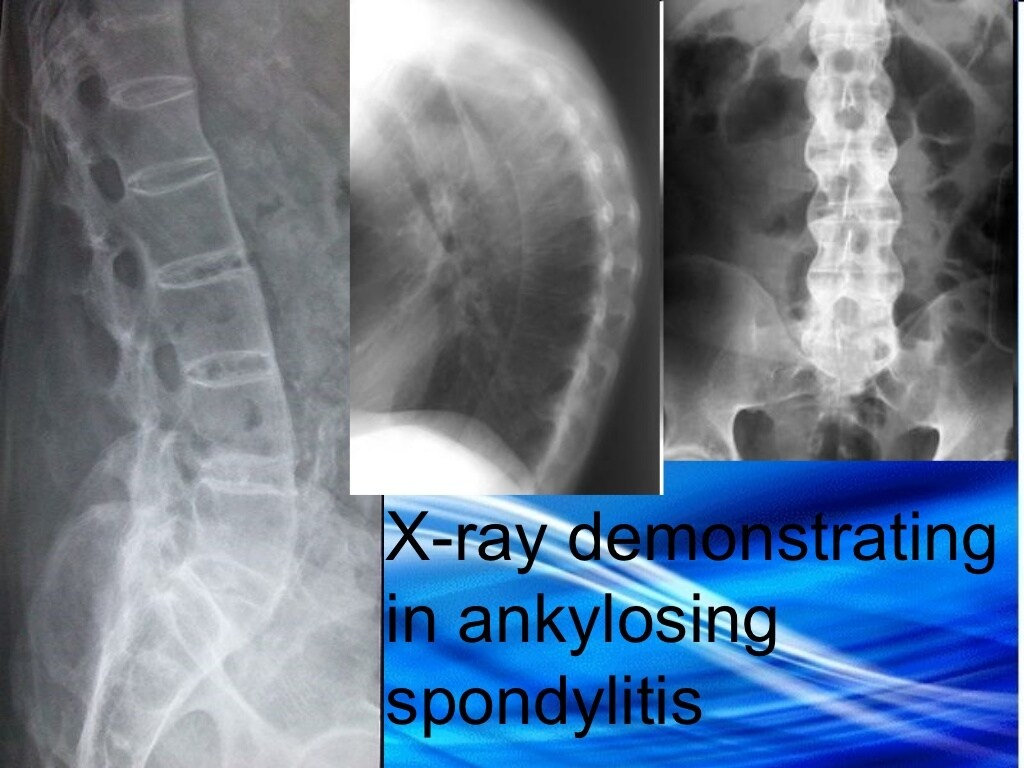 X-ray demonstrating
in ankylosing
spondylitis